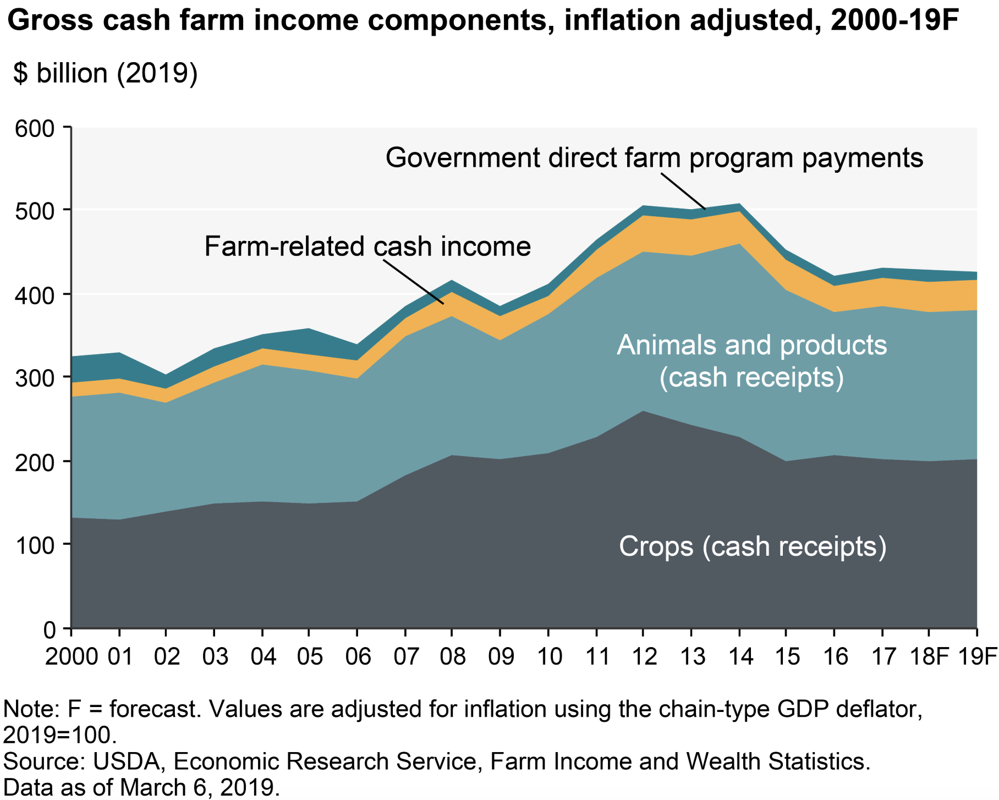 Gross cash farm income components, inflation adjusted, 2000-19F
$ billion (2019)
600
Government direct farm program payments
500
Farm-related cash income
400
Animals and products
(cash receipts)
300
200
100
Crops (cash receipts)
0
2000 01 02 03 04 05 06 07 08 09 10 11 12 13 14 15 16 17 18F 19F
Note: F = forecast. Values are adjusted for inflation using the chain-type GDP deflator,
2019=100.
Source: USDA, Economic Research Service, Farm Income and Wealth Statistics.
Data as of March 6, 2019.